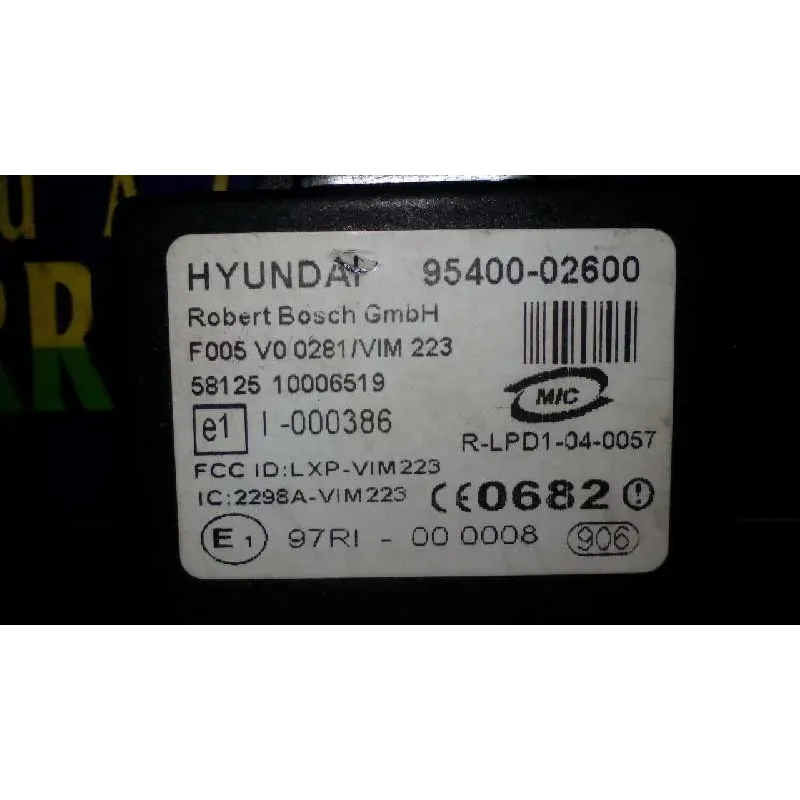 u A
RR
HYUNDAI 95400-02600
Robert Bosch GmbH
F005 V0 0281/VIM 223
58125 10006519
MIC
e1 I-000386
R-LPD1-04-0057
FCC ID:LXP-VIM223
IC:2298A-VIM223 CE0682
E1 97RI - 00 0008 906